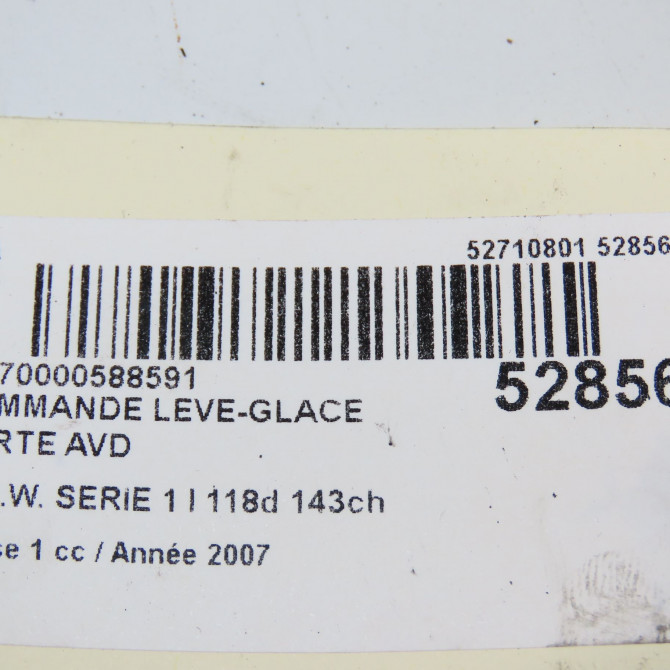 52710801 52856
70000588591
52856
MMANDE LEVE-GLACE
RTE AVD
.W. SERIE 1 I 118d 143ch
se 1 cc / Année 2007